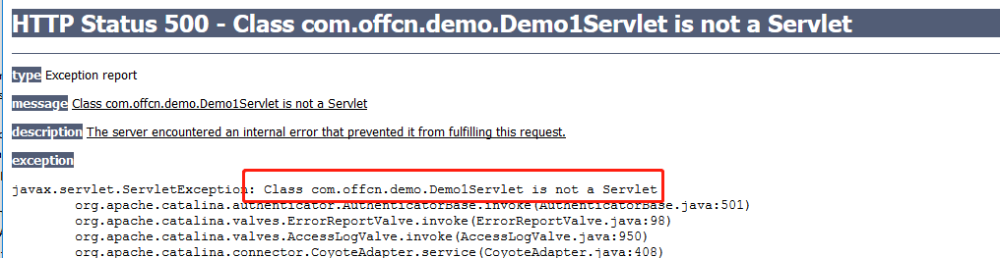 HTTP Status 500 - Class com.offcn.demo.Demo1Servlet is not a Servlet
type Exception report
message Class com.offcn.demo.Demo1Servlet is not a Servlet
description The server encountered an internal error that prevented it from fulfilling this request.
exception
javax.servlet.ServletException: Class com.offcn.demo.Demo1Servlet is not a Servlet
org.apache.catalina.authenticator.AuthenticatorBase.invoke(AuthenticatorBase.java:501)
org.apache.catalina.valves.ErrorReportValve.invoke(ErrorReportValve.java:98)
org.apache.catalina.valves.AccessLogValve.invoke(AccessLogValve.java:950)
org.apache.catalina.connector.CoyoteAdapter.service(CoyoteAdapter.java:408)